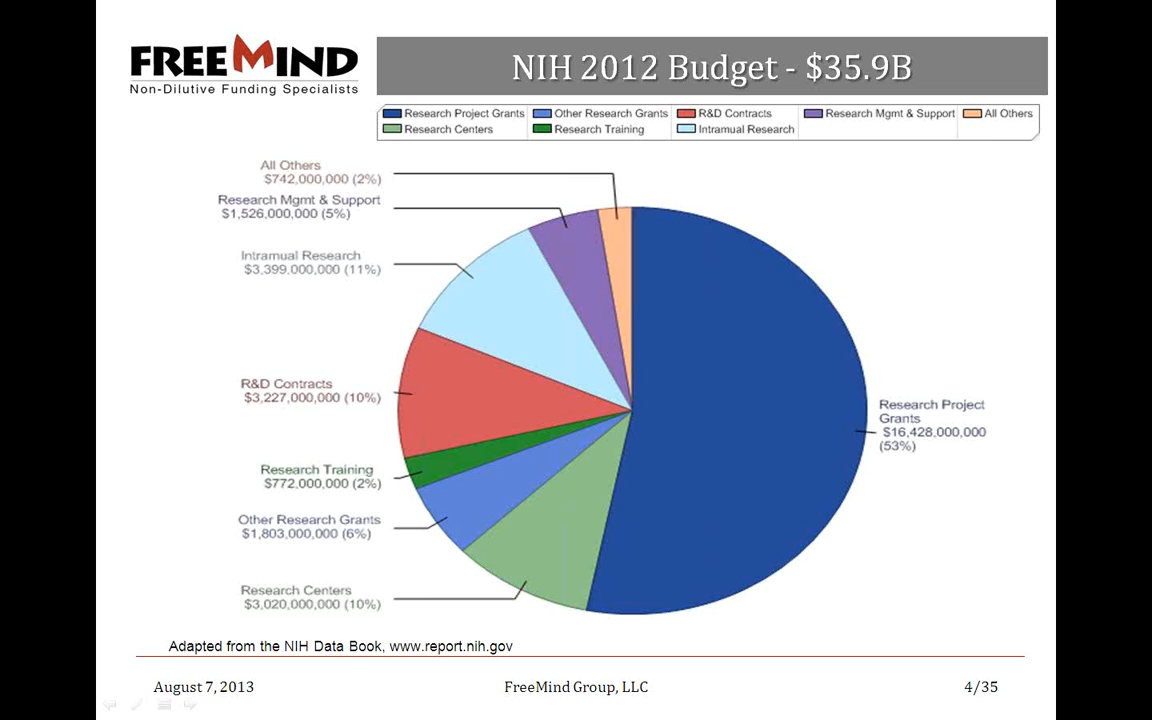 FREEMIND
Non-Dilutive Funding Specialists
NIH 2012 Budget - $35.9B
Research Project Grants Other Research Grants R&D Contracts Research Mgmt & Support All Others
Research Centers Research Training Intramural Research
All Others
$742,000,000 (2%)
Research Mgmt & Support
$1,526,000,000 (5%)
Intramual Research
$3,399,000,000 (11%)
R&D Contracts
$3,227,000,000 (10%)
Research Training
$772,000,000 (2%)
Other Research Grants
$1,803,000,000 (6%)
Research Centers
$3,020,000,000 (10%)
Research Project
Grants
$16,428,000,000
(53%)
Adapted from the NIH Data Book, www.report.nih.gov
August 7, 2013 FreeMind Group, LLC 4/35